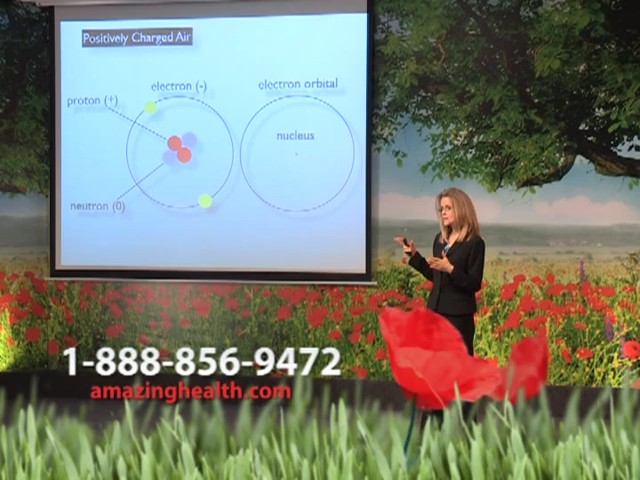 Positively Charged Air
electron (-)
electron orbital
proton (+)
nucleus
neutron (0)
1-888-856-9472
amazinghealth.com